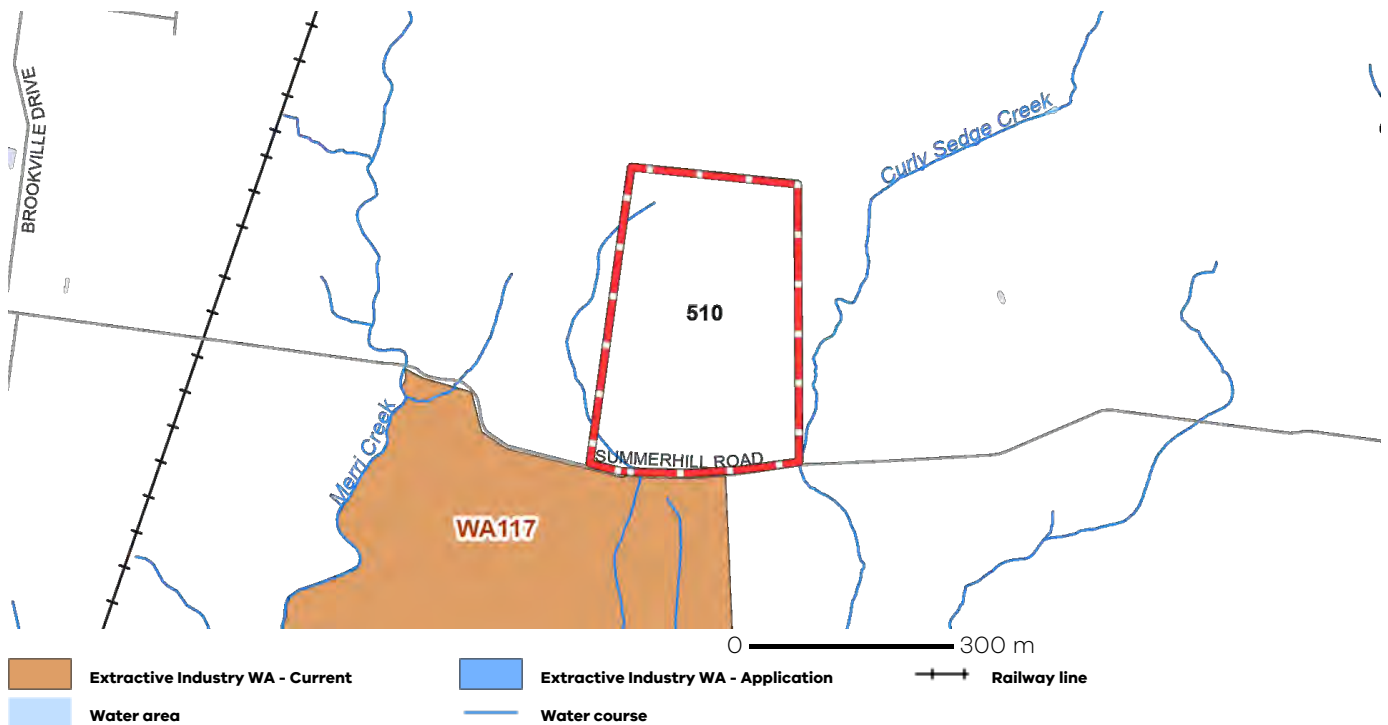 BROOKVILLE DRIVE
Curly Sedge Creek
510
Merri Creek
SUMMERHILL ROAD
WA117
0 300 m
Extractive Industry WA - Current
Extractive Industry WA - Application
Railway line
Water area
Water course